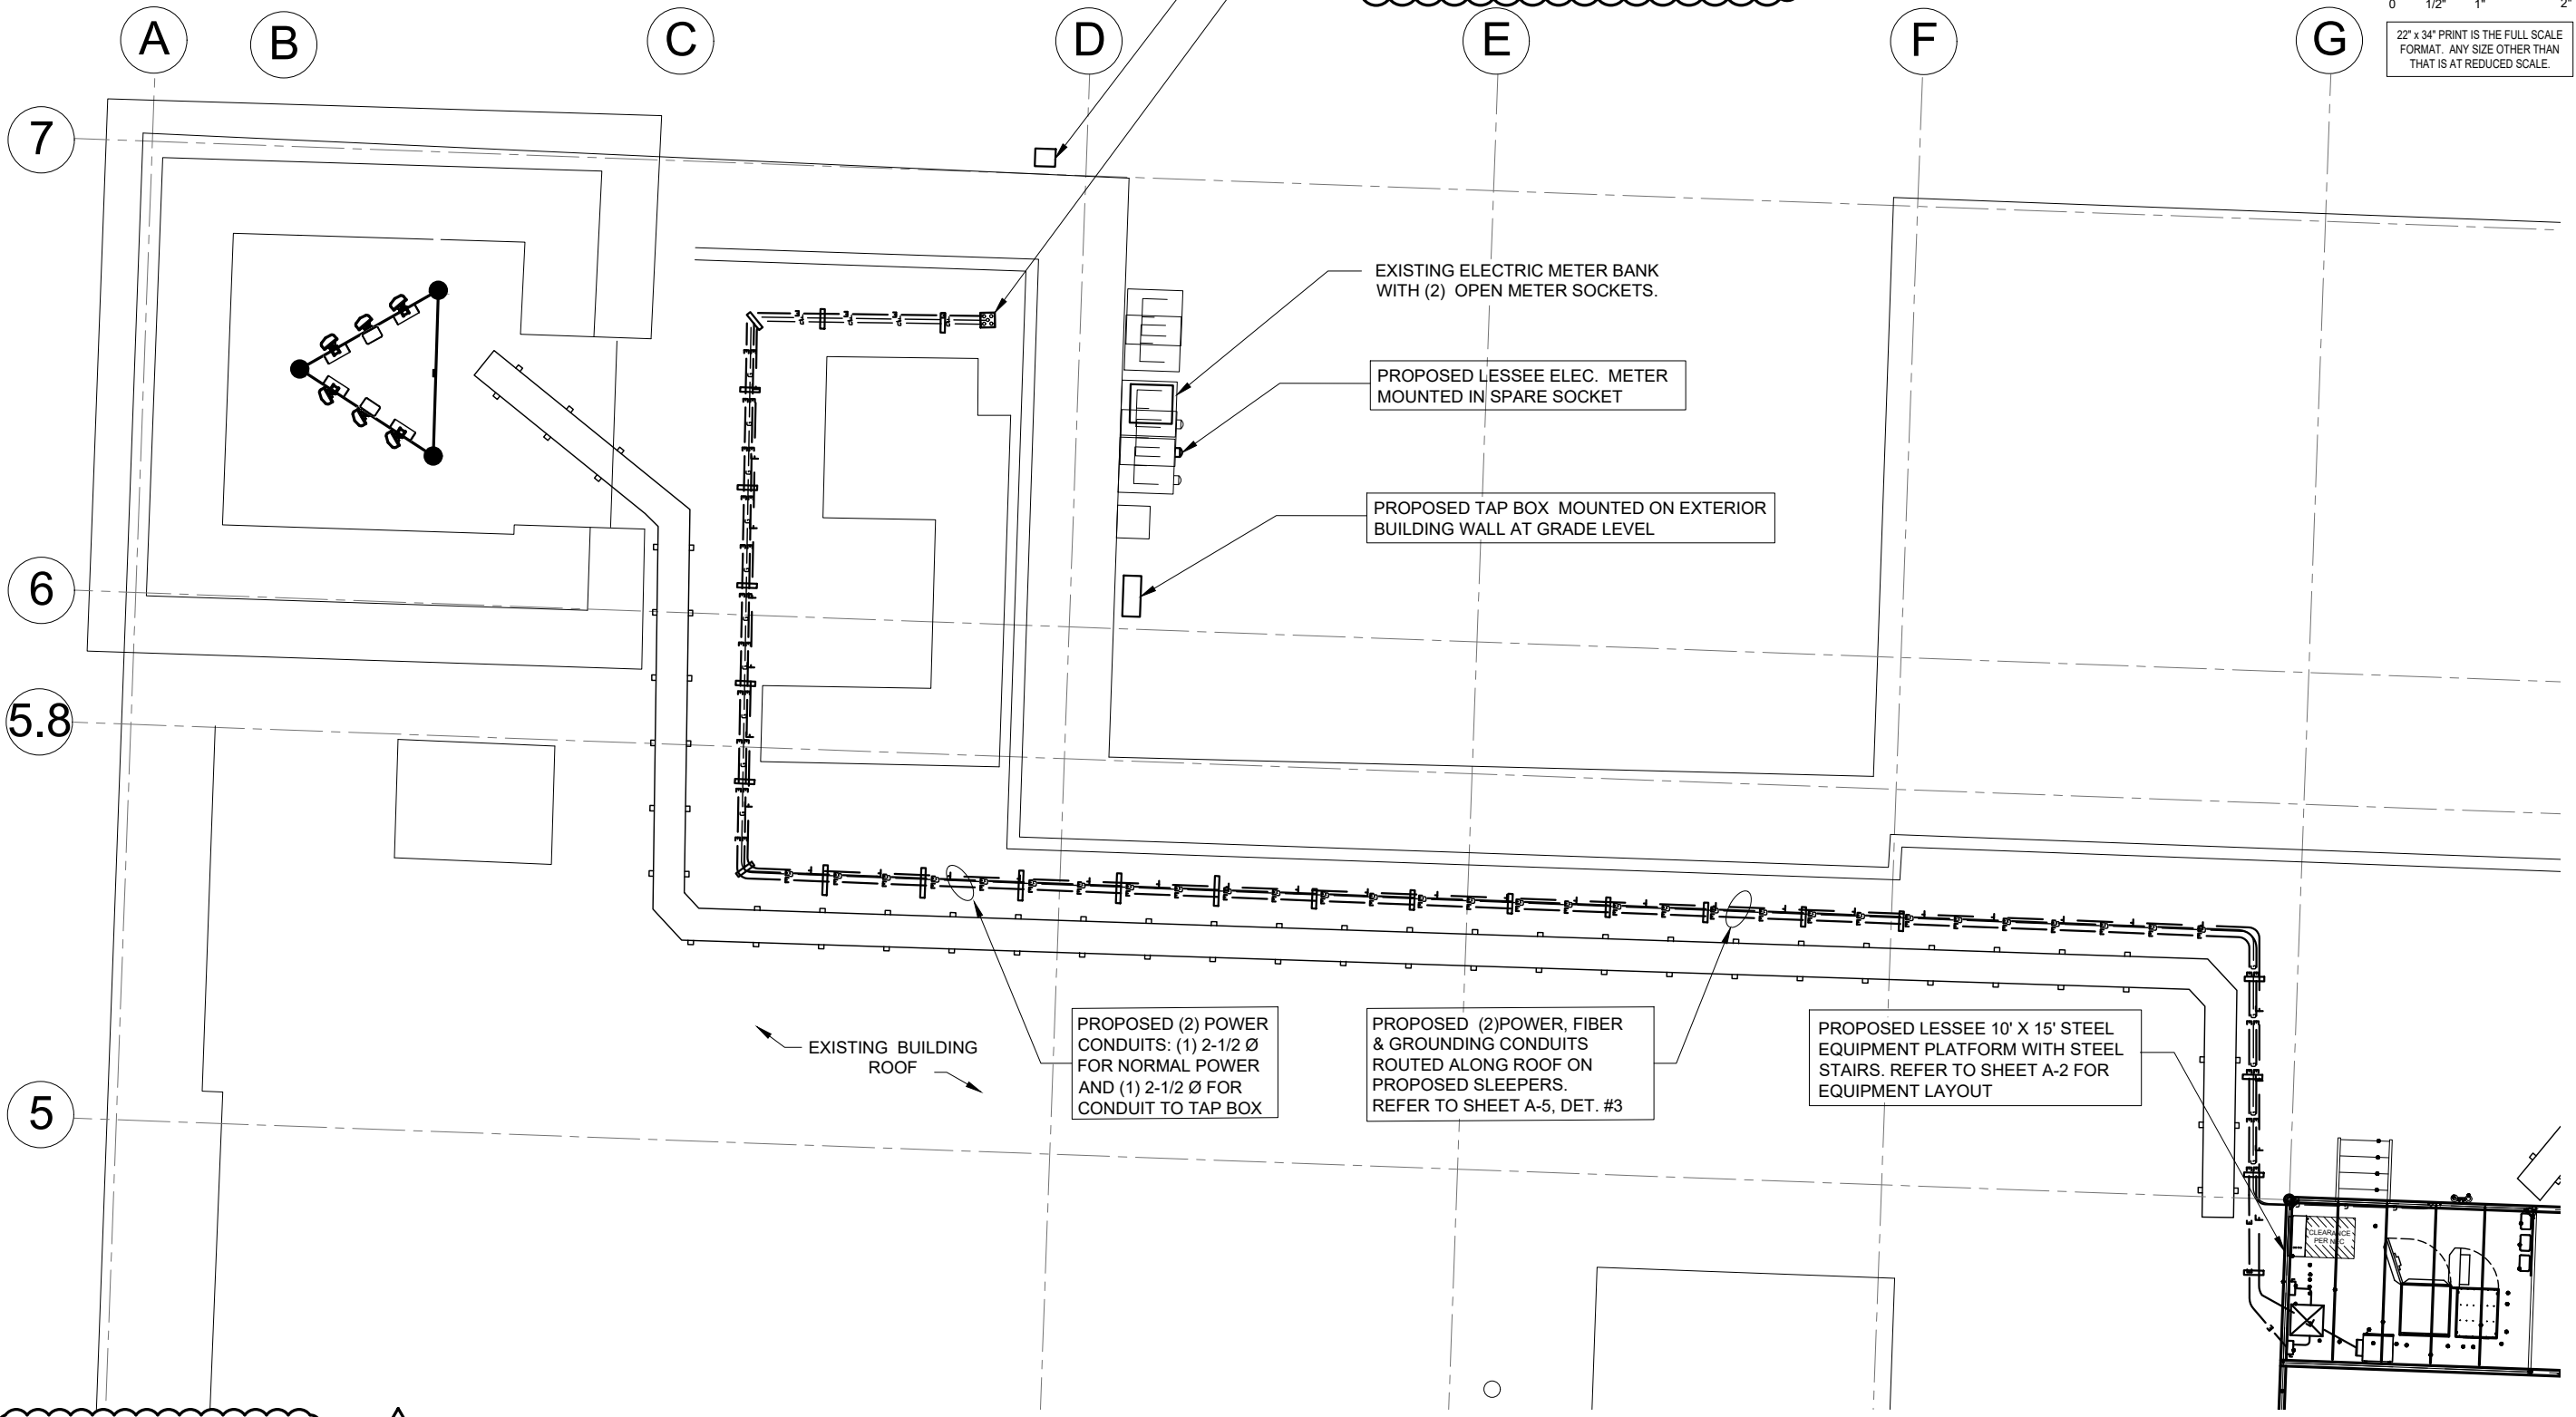 0 1/2" 1" 2"
22" x 34" PRINT IS THE FULL SCALE
FORMAT. ANY SIZE OTHER THAN
THAT IS AT REDUCED SCALE.
A
B
C
D
E
F
G
7
6
5.8
5
EXISTING ELECTRIC METER BANK
WITH (2) OPEN METER SOCKETS.
PROPOSED LESSEE ELEC. METER
MOUNTED IN SPARE SOCKET
PROPOSED TAP BOX MOUNTED ON EXTERIOR
BUILDING WALL AT GRADE LEVEL
EXISTING BUILDING
ROOF
PROPOSED (2) POWER
CONDUITS: (1) 2-1/2 Ø
FOR NORMAL POWER
AND (1) 2-1/2 Ø FOR
CONDUIT TO TAP BOX
PROPOSED (2)POWER, FIBER
& GROUNDING CONDUITS
ROUTED ALONG ROOF ON
PROPOSED SLEEPERS.
REFER TO SHEET A-5, DET. #3
PROPOSED LESSEE 10' X 15' STEEL
EQUIPMENT PLATFORM WITH STEEL
STAIRS. REFER TO SHEET A-2 FOR
EQUIPMENT LAYOUT
CLEARANCE
PER NEC